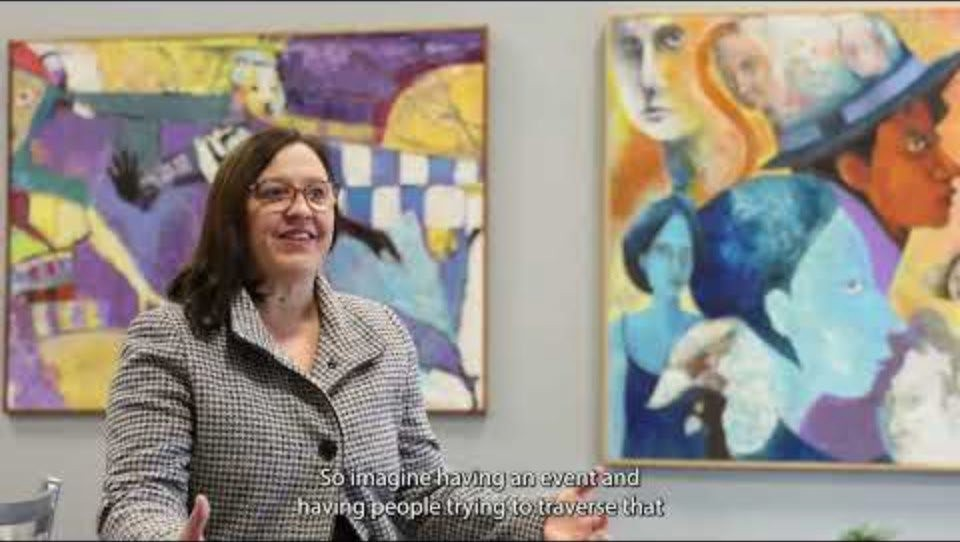 So imagine having an event and
having people trying to traverse that